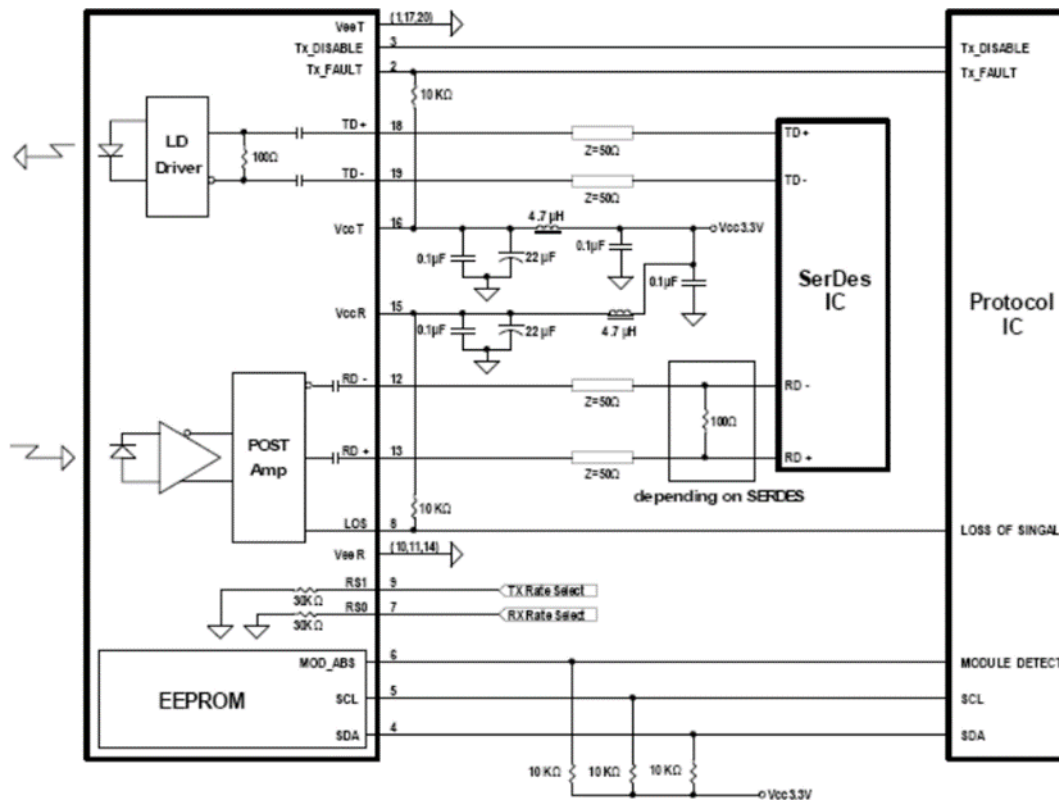 VeeT (1,17,20)
Tx_DISABLE 3 Tx_DISABLE
Tx_FAULT 2 Tx_FAULT
10 KΩ
LD
Driver
100Ω
TD+ 18 Z=50Ω TD+
TD- 19 Z=50Ω TD-
VccT 16 4.7 µH Vcc3.3V
0.1µF 22 µF 0.1µF 0.1µF
SerDes
IC
Protocol
IC
VccR 15
0.1µF 22 µF 4.7 µH
RD - 12 Z=50Ω RD -
100Ω
POST
Amp
RD + 13 Z=50Ω RD +
depending on SERDES
10 KΩ
LOS 8 LOSS OF SINGAL
VeeR (10,11,14)
RS1 9 TX Rate Select
30KΩ
RS0 7 RX Rate Select
30KΩ
MOD_ABS 6 MODULE DETECT
EEPROM
SCL 5 SCL
SDA 4 SDA
10 KΩ 10 KΩ 10 KΩ
Vcc3.3V